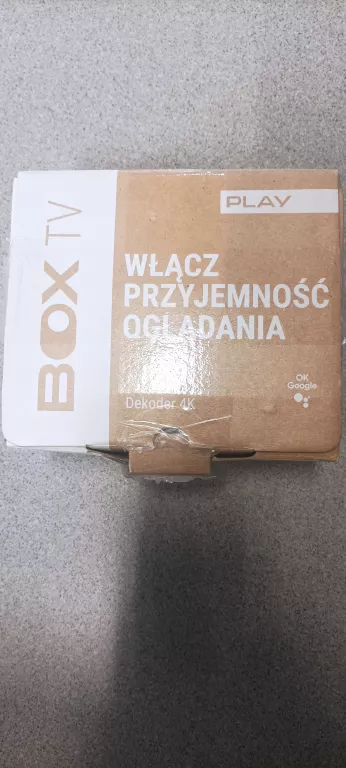 BOX TV
PLAY
WŁĄCZ
PRZYJEMNOŚĆ
OGLĄDANIA
Dekoder 4K
OK
Google